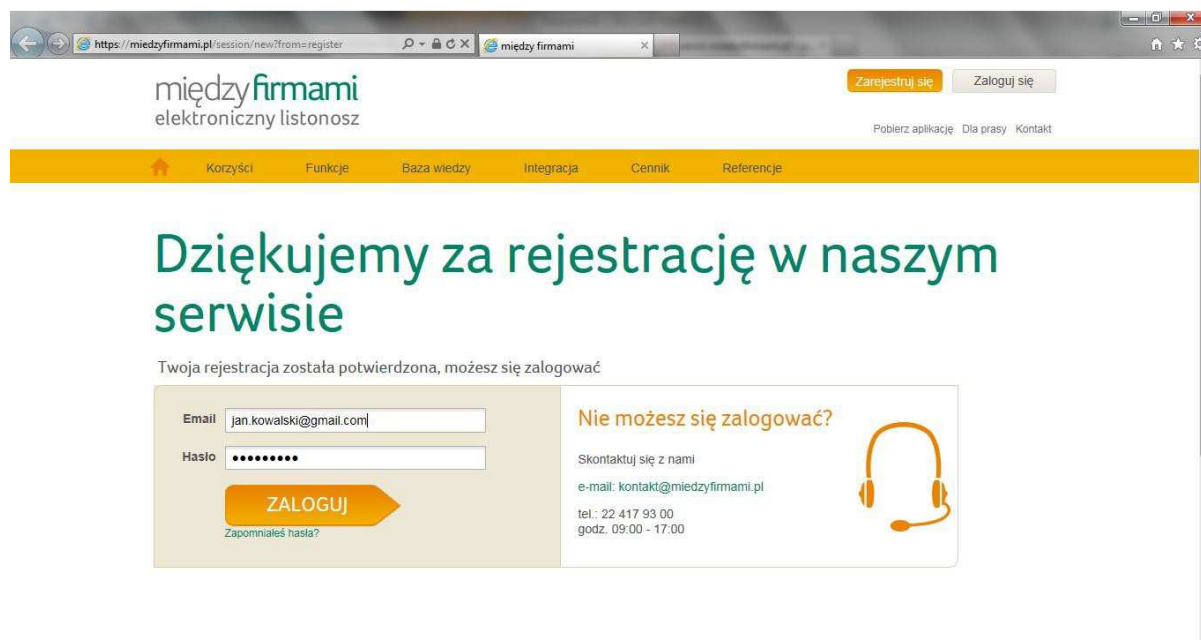 https://miedzyfirmami.pl/session/new?from=register
między firmami
międzyfirmami
elektroniczny listonosz
Zarejestruj się
Zaloguj się
Pobierz aplikację Dla prasy Kontakt
Korzyści Funkcje Baza wiedzy Integracja Cennik Referencje
Dziękujemy za rejestrację w naszym
serwisie
Twoja rejestracja została potwierdzona, możesz się zalogować
Email jan.kowalski@gmail.com
Hasło •••••••••
ZALOGUJ
Zapomniałeś hasła?
Nie możesz się zalogować?
Skontaktuj się z nami
e-mail: kontakt@miedzyfirmami.pl
tel.: 22 417 93 00
godz. 09:00 - 17:00